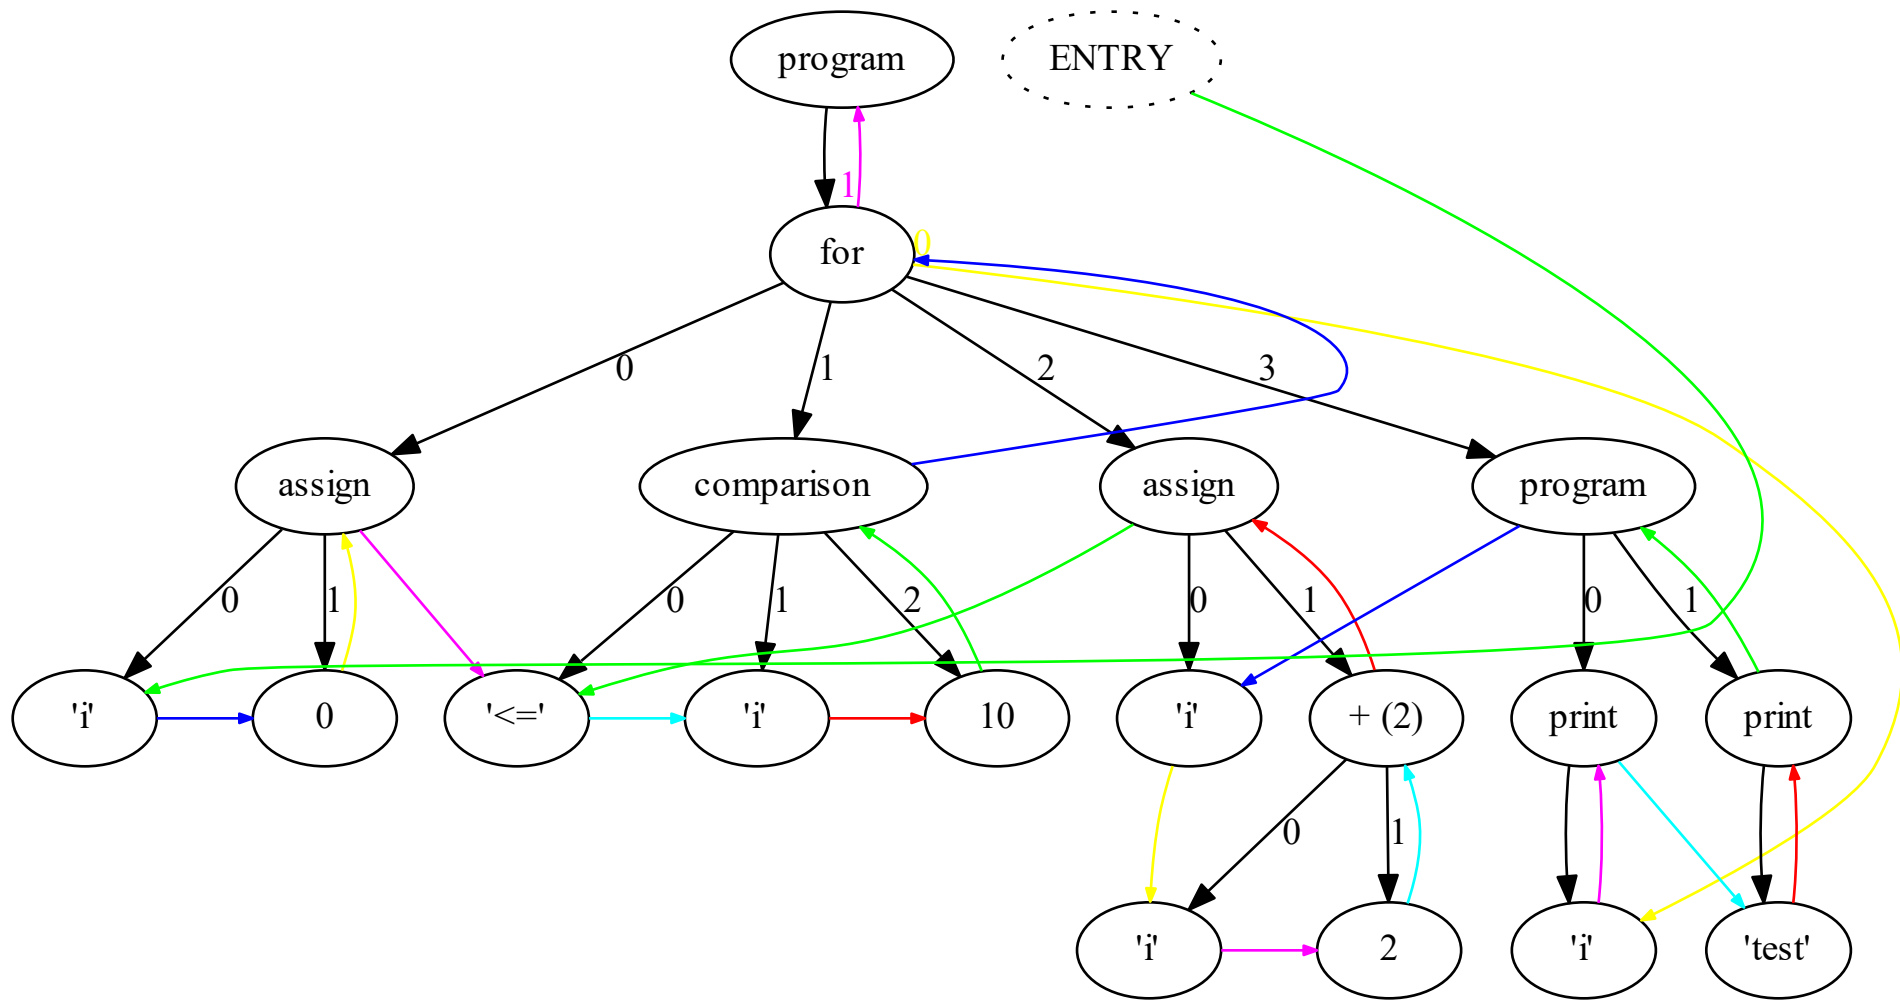 program
ENTRY
1
for
0
0
1
2
3
assign
comparison
assign
program
0
1
0
1
2
0
1
0
1
'i'
0
'<='
'i'
10
'i'
+ (2)
print
print
0
1
'i'
2
'i'
'test'